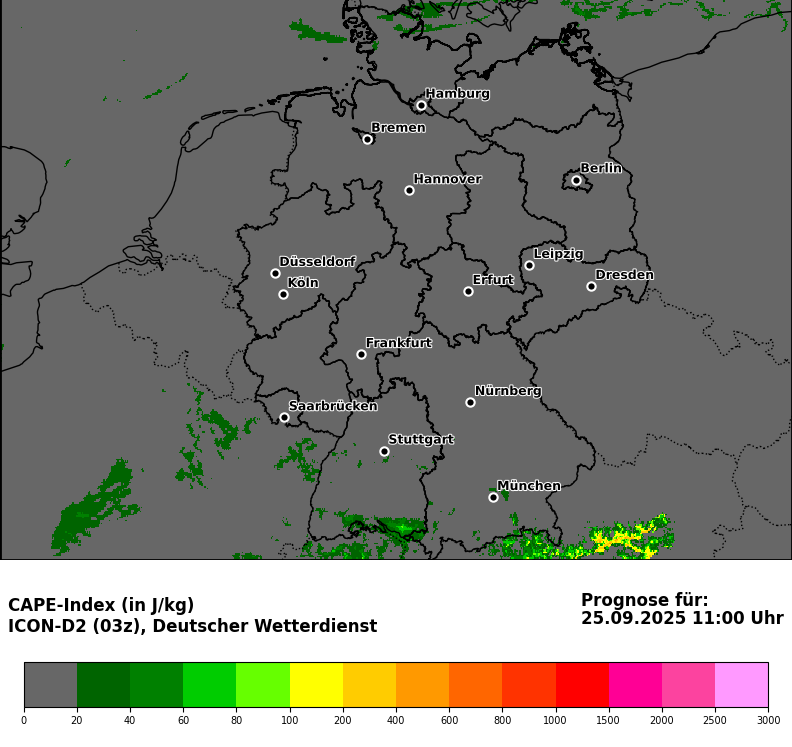 Hamburg
Bremen
Berlin
Hannover
Leipzig
Düsseldorf
Dresden
Erfurt
Köln
Frankfurt
Nürnberg
Saarbrücken
Stuttgart
München
CAPE-Index (in J/kg)
ICON-D2 (03z), Deutscher Wetterdienst
Prognose für:
25.09.2025 11:00 Uhr
0 20 40 60 80 100 200 400 600 800 1000 1500 2000 2500 3000